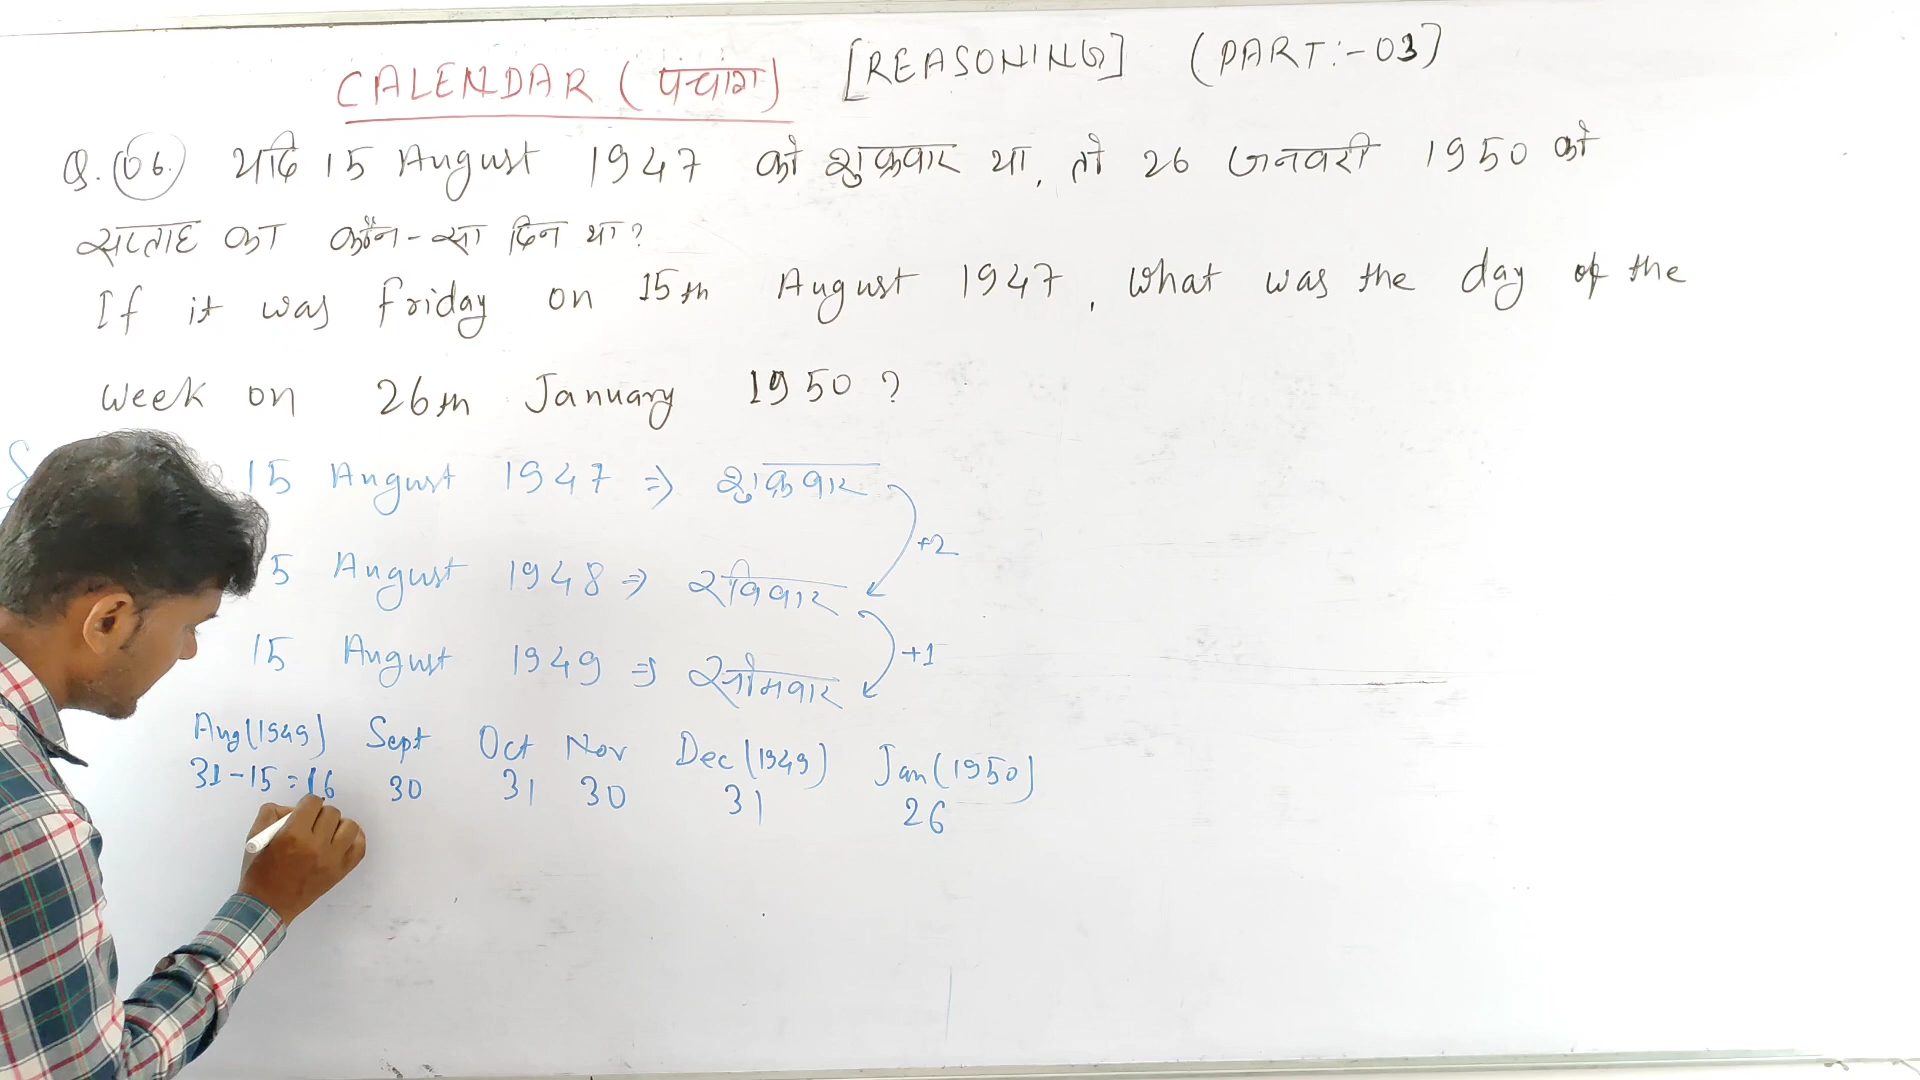 CALENDAR (पंचांग) [REASONING] (PART:-03)
Q. 06. यदि 15 August 1947 को शुक्रवार था, तो 26 जनवरी 1950 को
सप्ताह का कौन-सा दिन था?
If it was Friday on 15th August 1947, What was the day of the
week on 26th January 1950?
15 August 1947 ⇒ शुक्रवार
+2
5 August 1948 ⇒ रविवार
+1
15 August 1949 ⇒ सोमवार
Aug(1949) Sept Oct Nov Dec (1949) Jan (1950)
31-15=16 30 31 30 31 26